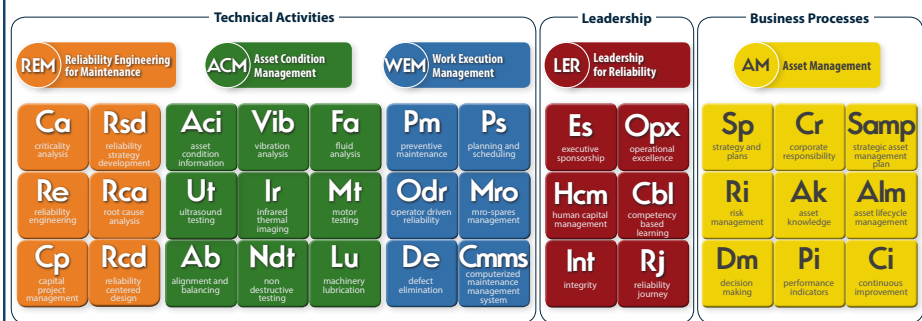 Technical Activities
Leadership
Business Processes
REM Reliability Engineering
for Maintenance
ACM Asset Condition
Management
WEM Work Execution
Management
LER Leadership
for Reliability
AM Asset Management
Ca
criticality
analysis
Rsd
reliability
strategy
development
Aci
asset
condition
information
Vib
vibration
analysis
Fa
fluid
analysis
Pm
preventive
maintenance
Ps
planning and
scheduling
Es
executive
sponsorship
Opx
operational
excellence
Sp
strategy and
plans
Cr
corporate
responsibility
Samp
strategic asset
management
plan
Re
reliability
engineering
Rca
root cause
analysis
Ut
ultrasound
testing
Ir
infrared
thermal
imaging
Mt
motor
testing
Odr
operator driven
reliability
Mro
mro-spares
management
Hcm
human capital
management
Cbl
competency
based
learning
Ri
risk
management
Ak
asset
knowledge
Alm
asset lifecycle
management
Cp
capital
project
management
Rcd
reliability
centered
design
Ab
alignment and
balancing
Ndt
non
destructive
testing
Lu
machinery
lubrication
De
defect
elimination
Cmms
computerized
maintenance
management
system
Int
integrity
Rj
reliability
journey
Dm
decision
making
Pi
performance
indicators
Ci
continuous
improvement